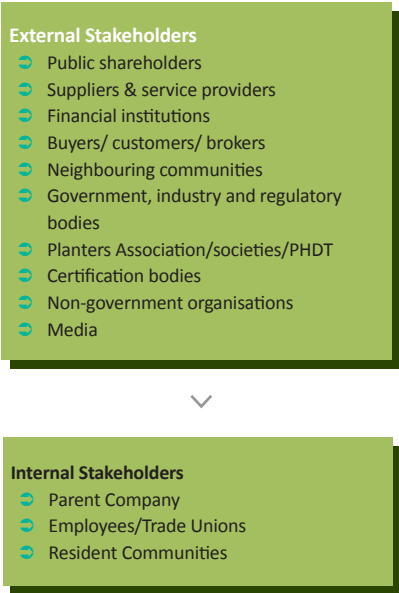 External Stakeholders
Public shareholders
Suppliers & service providers
Financial institutions
Buyers/ customers/ brokers
Neighbouring communities
Government, industry and regulatory
bodies
Planters Association/societies/PHDT
Certification bodies
Non-government organisations
Media
Internal Stakeholders
Parent Company
Employees/Trade Unions
Resident Communities